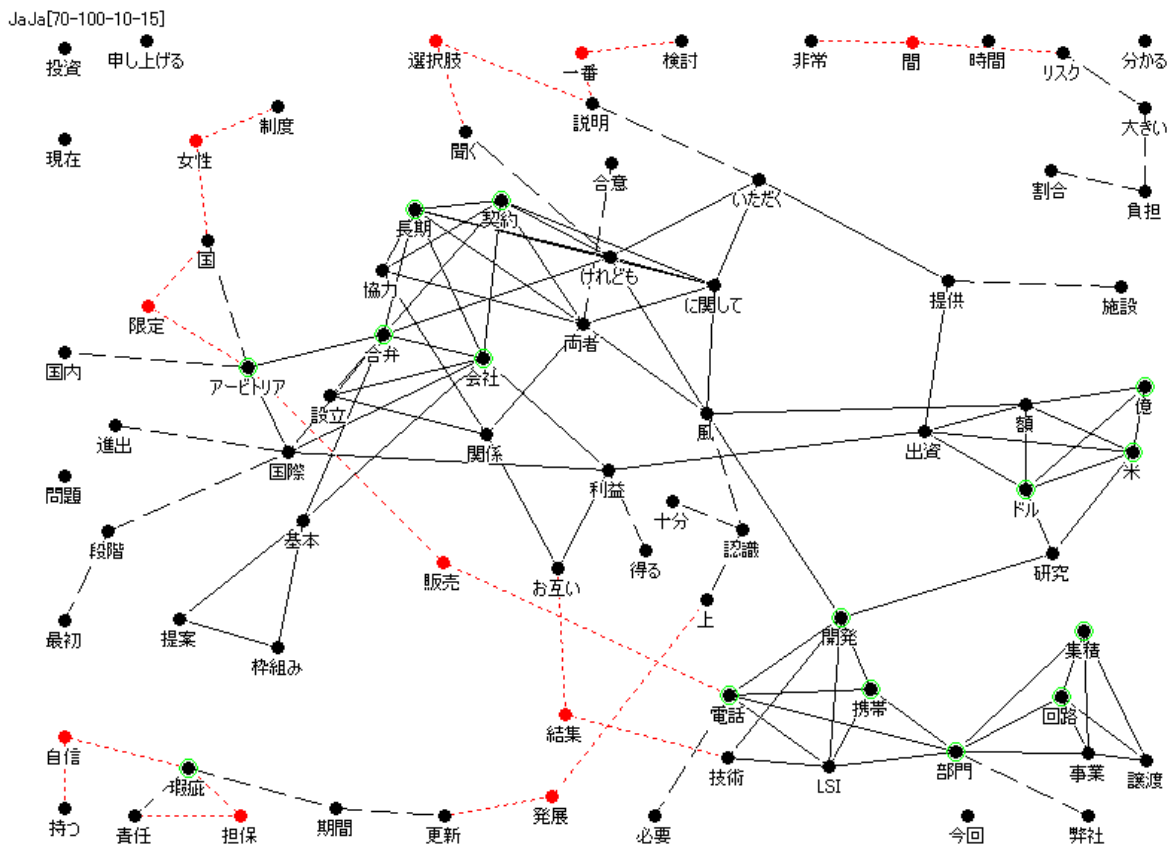 JaJa[70-100-10-15]
投資
申し上げる
選択肢
一番
検討
非常
間
時間
リスク
分かる
制度
説明
大きい
女性
聞く
現在
合意
いただく
割合
負担
長期
契約
国
けれども
協力
に関して
提供
施設
限定
両者
合弁
国内
アービトリア
会社
億
設立
風
額
進出
関係
出資
国際
米
利益
問題
ドル
十分
基本
認識
段階
得る
研究
販売
お互い
上
最初
提案
開発
集積
枠組み
携帯
電話
回路
結集
自信
技術
部門
事業
譲渡
LSI
瑕疵
発展
持つ
期間
責任
担保
更新
必要
今回
弊社